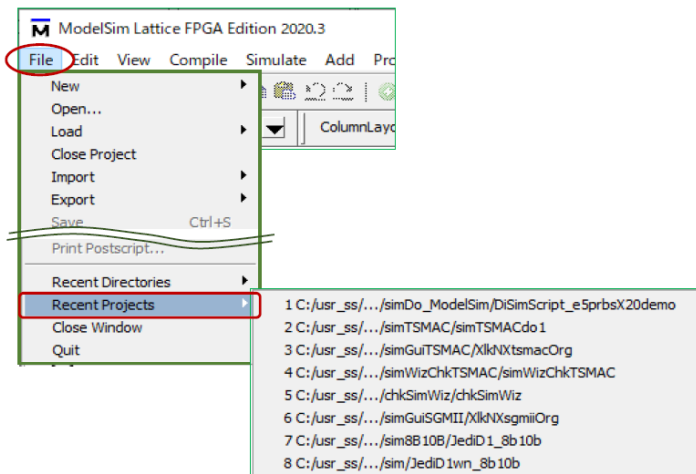 ModelSim Lattice FPGA Edition 2020.3
File Edit View Compile Simulate Add Pro
New
Open...
ColumnLayo
Load
Close Project
Import
Export
Save Ctrl+S
Print Postscript...
Recent Directories
Recent Projects
Close Window
Quit
1 C:/usr_ss/.../simDo_ModelSim/DiSimScript_e5prbsX20demo
2 C:/usr_ss/.../simTSMAC/simTSMACdo1
3 C:/usr_ss/.../simGuiTSMAC/XlkNXtsmacOrg
4 C:/usr_ss/.../simWizChkTSMAC/simWizChkTSMAC
5 C:/usr_ss/.../chkSimWiz/chkSimWiz
6 C:/usr_ss/.../simGuiSGMII/XlkNXsgmiiOrg
7 C:/usr_ss/.../sim8B10B/JediD1_8b10b
8 C:/usr_ss/.../sim/JediD1wn_8b10b